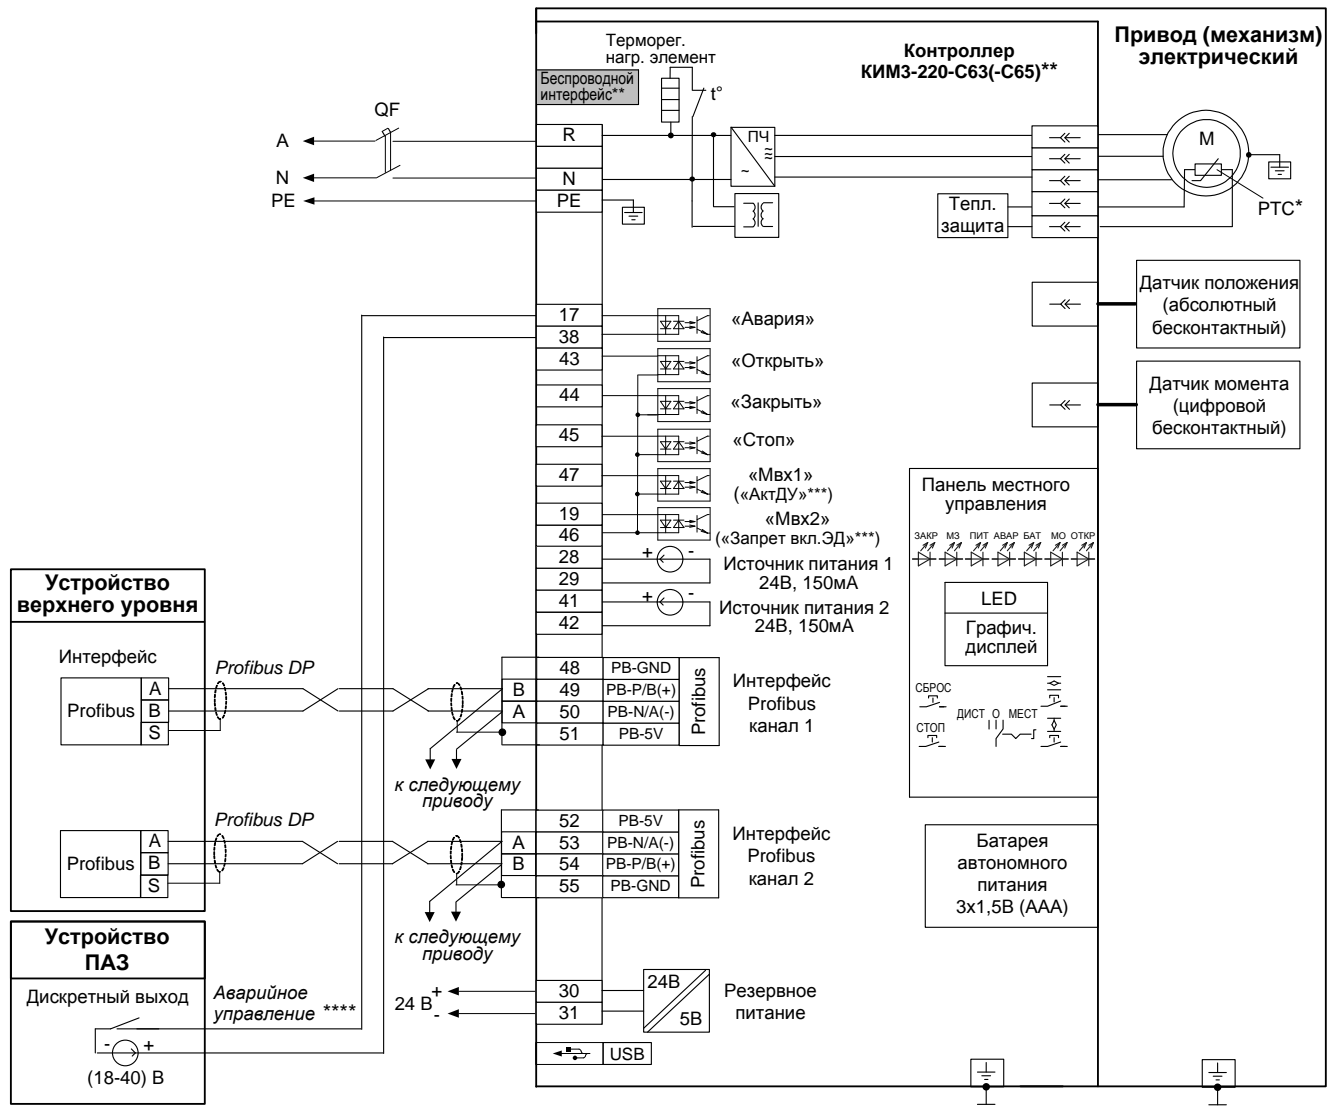 Привод (механизм)
электрический
Контроллер
КИМ3-220-С63(-С65)**
Терморег.
нагр. элемент
Беспроводной
интерфейс**
t°
QF
A
N
PE
R
N
PE
ПЧ
≈
~
M
Тепл.
защита
PTC*
Датчик положения
(абсолютный
бесконтактный)
17
38
«Авария»
43
«Открыть»
44
«Закрыть»
45
«Стоп»
47
«Мвх1»
(«АктДУ»***)
19
46
«Мвх2»
(«Запрет вкл.ЭД»***)
28
29
+ -
Источник питания 1
24В, 150мА
41
42
+ -
Источник питания 2
24В, 150мА
Датчик момента
(цифровой
бесконтактный)
Панель местного
управления
ЗАКР МЗ ПИТ АВАР БАТ МО ОТКР
LED
Графич.
дисплей
СБРОС
СТОП
ДИСТ О МЕСТ
Устройство
верхнего уровня
Интерфейс
Profibus
A
B
S
Profibus DP
B
A
48 PB-GND
49 PB-P/B(+)
50 PB-N/A(-)
51 PB-5V
Profibus
Интерфейс
Profibus
канал 1
к следующему
приводу
Profibus
A
B
S
Profibus DP
A
B
52 PB-5V
53 PB-N/A(-)
54 PB-P/B(+)
55 PB-GND
Profibus
Интерфейс
Profibus
канал 2
к следующему
приводу
Батарея
автономного
питания
3х1,5В (ААА)
Устройство
ПАЗ
Дискретный выход
- +
(18-40) В
Аварийное
управление ****
24 В
+
-
30
31
24В
5В
Резервное
питание
USB